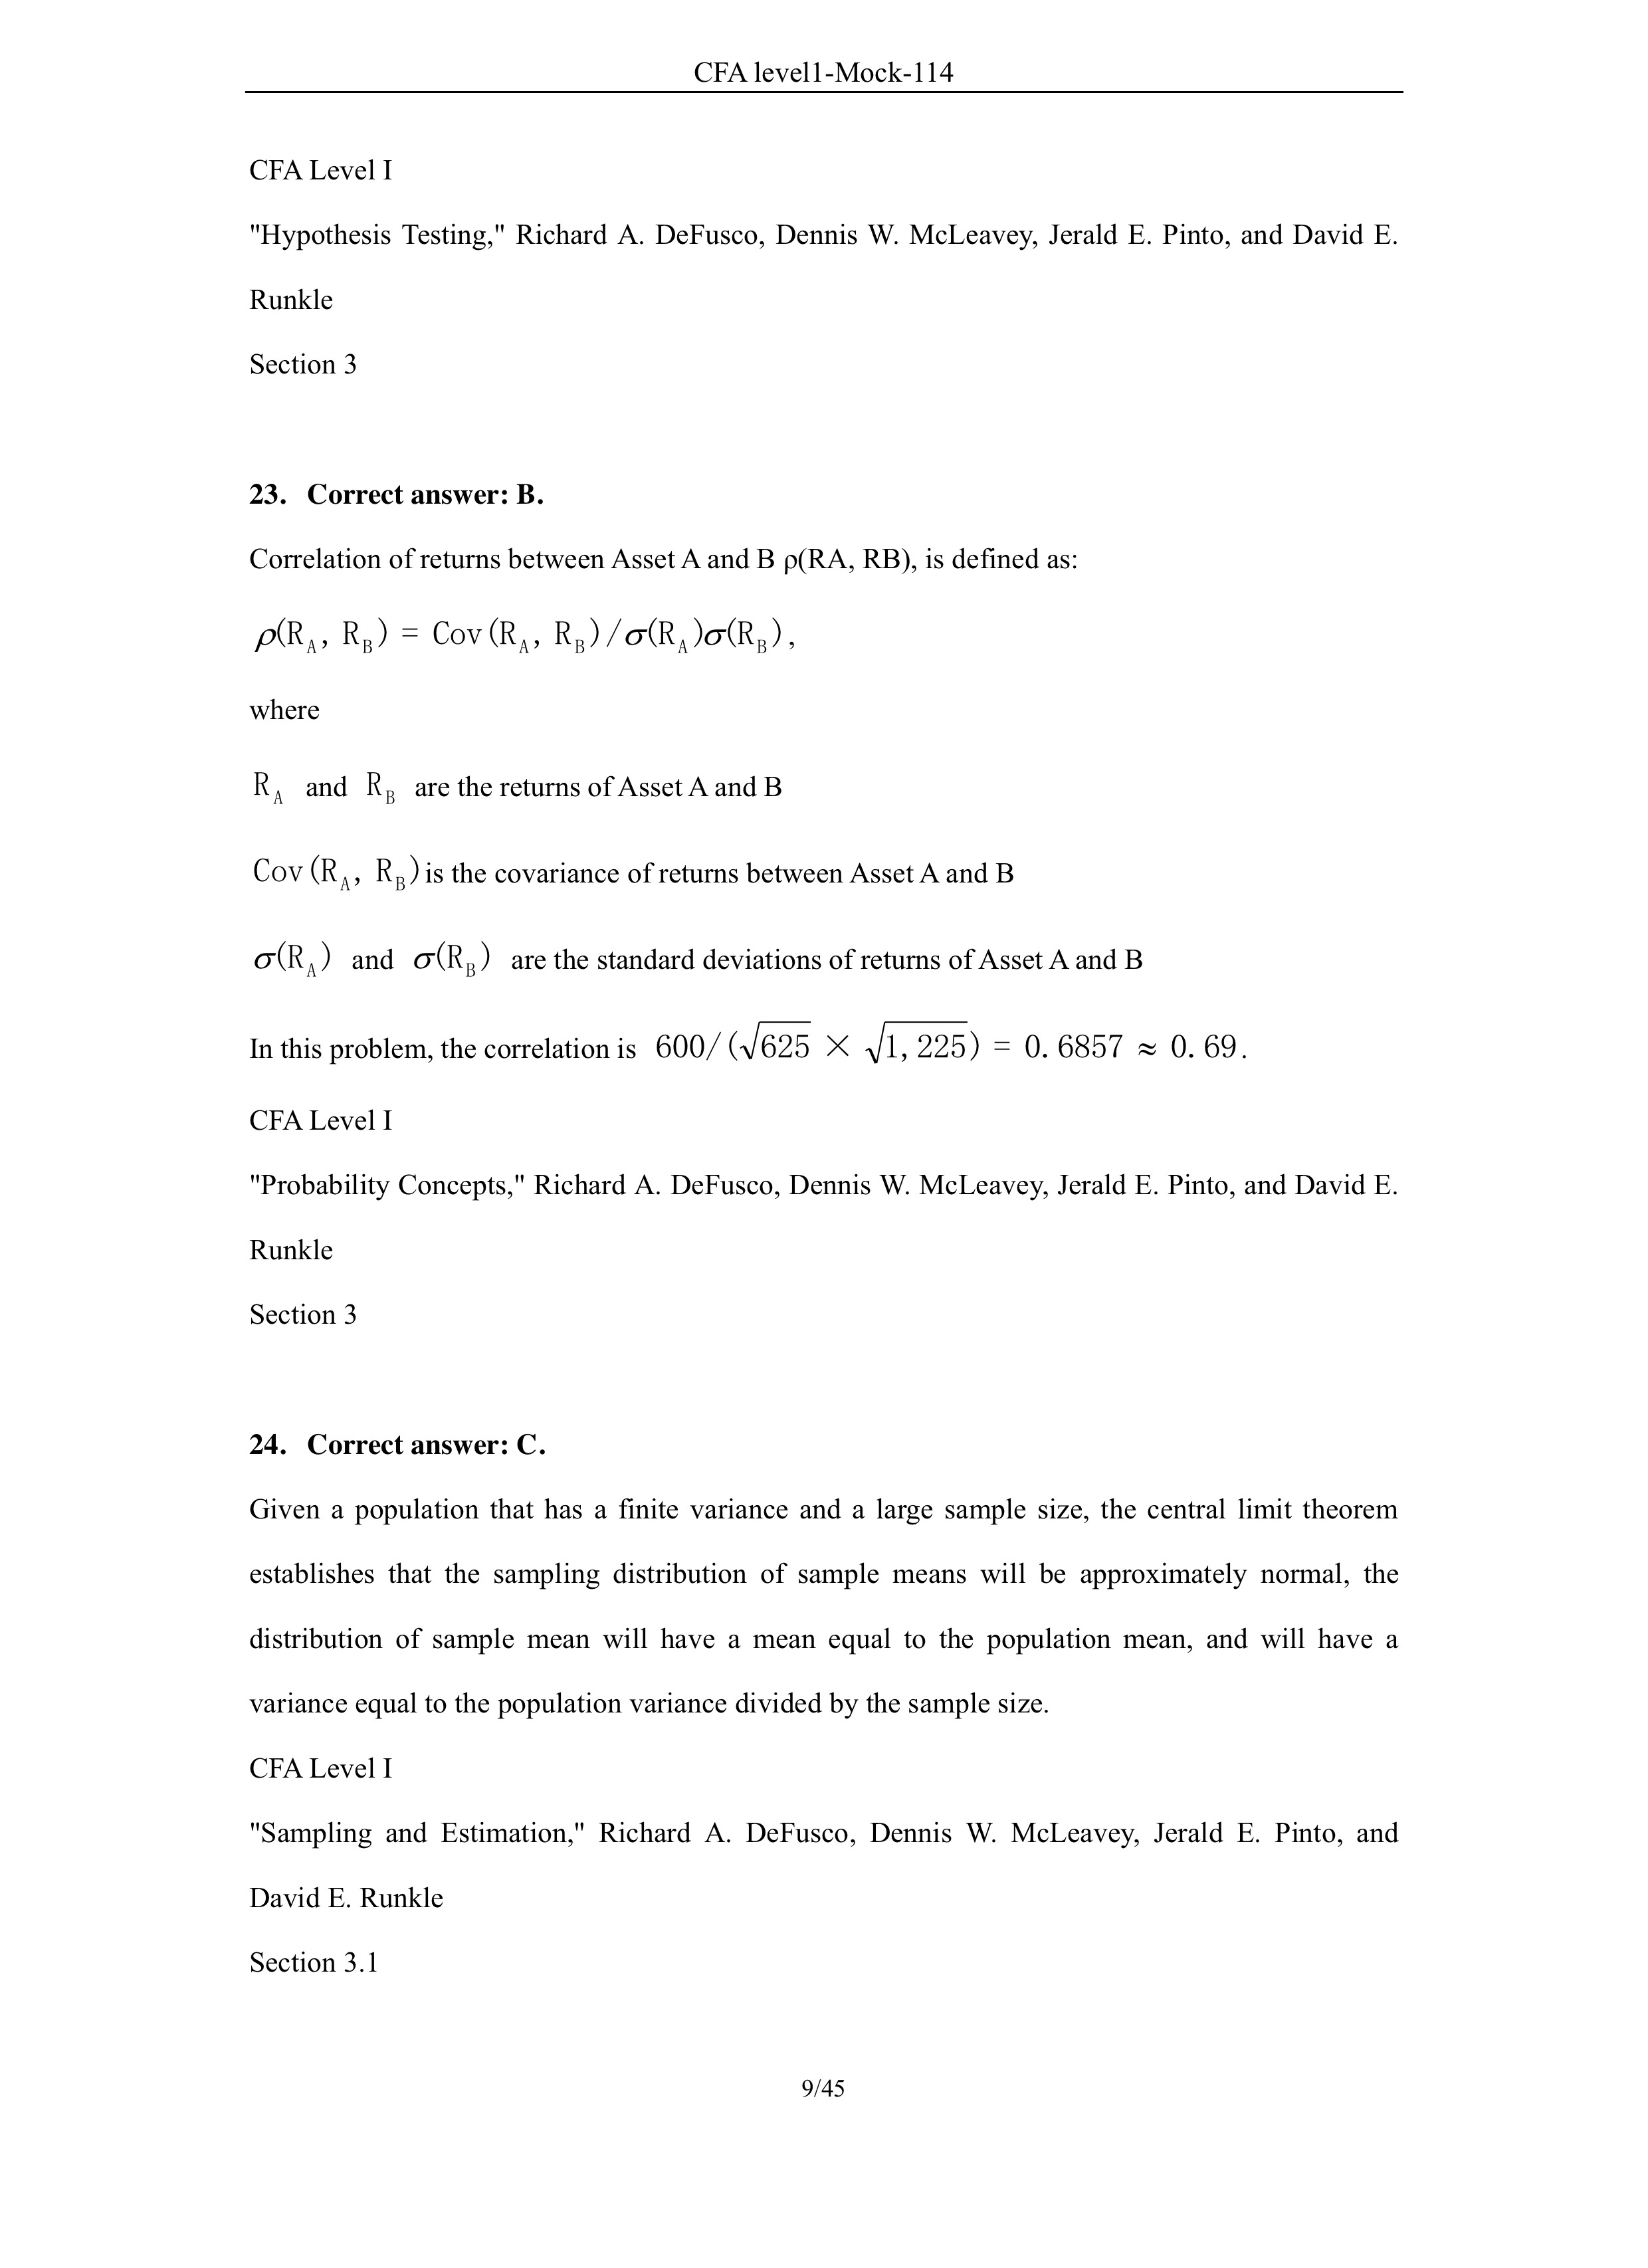 CFA level1-Mock-114
CFA Level I
"Hypothesis Testing," Richard A. DeFusco, Dennis W. McLeavey, Jerald E. Pinto, and David E.
Runkle
Section 3
23. Correct answer: B.
Correlation of returns between Asset A and B ρ(RA, RB), is defined as:
ρ(R_A, R_B) = Cov(R_A, R_B)/σ(R_A)σ(R_B),
where
R_A and R_B are the returns of Asset A and B
Cov(R_A, R_B)is the covariance of returns between Asset A and B
σ(R_A) and σ(R_B) are the standard deviations of returns of Asset A and B
In this problem, the correlation is 600/(√625 × √1,225) = 0.6857 ≈ 0.69.
CFA Level I
"Probability Concepts," Richard A. DeFusco, Dennis W. McLeavey, Jerald E. Pinto, and David E.
Runkle
Section 3
24. Correct answer: C.
Given a population that has a finite variance and a large sample size, the central limit theorem
establishes that the sampling distribution of sample means will be approximately normal, the
distribution of sample mean will have a mean equal to the population mean, and will have a
variance equal to the population variance divided by the sample size.
CFA Level I
"Sampling and Estimation," Richard A. DeFusco, Dennis W. McLeavey, Jerald E. Pinto, and
David E. Runkle
Section 3.1
9/45